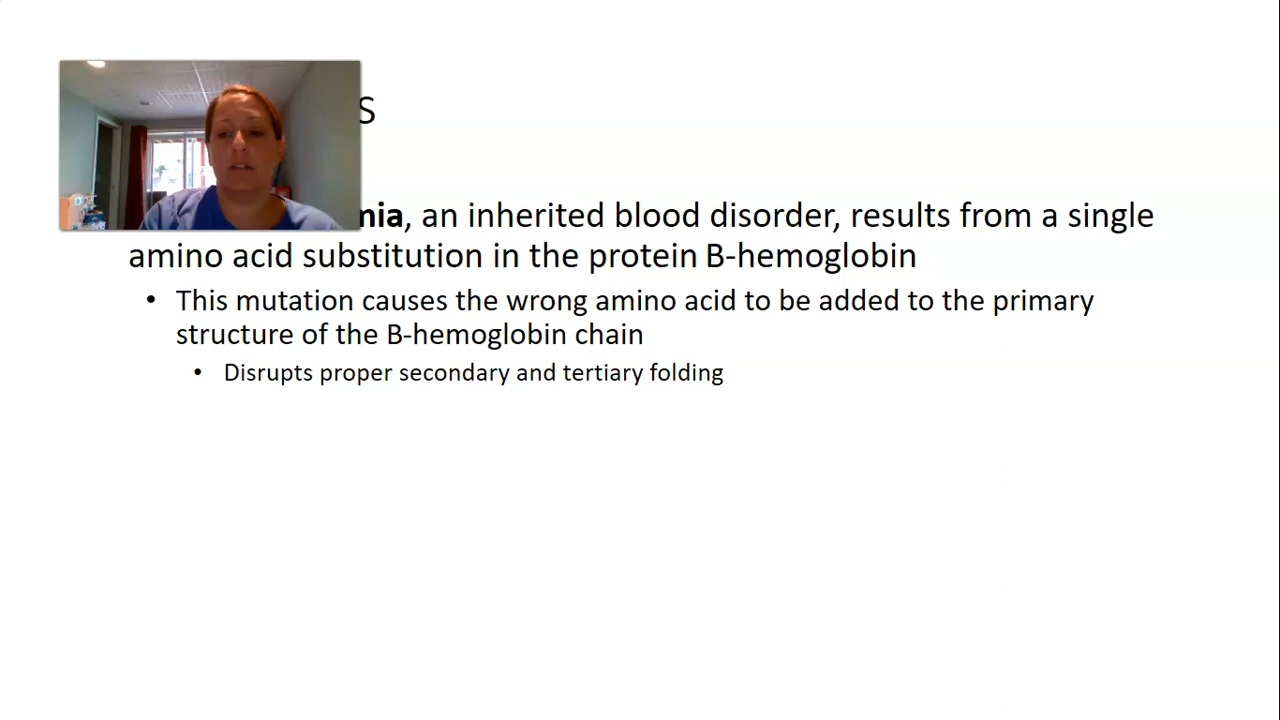 mia, an inherited blood disorder, results from a single
amino acid substitution in the protein B-hemoglobin
• This mutation causes the wrong amino acid to be added to the primary
structure of the B-hemoglobin chain
• Disrupts proper secondary and tertiary folding